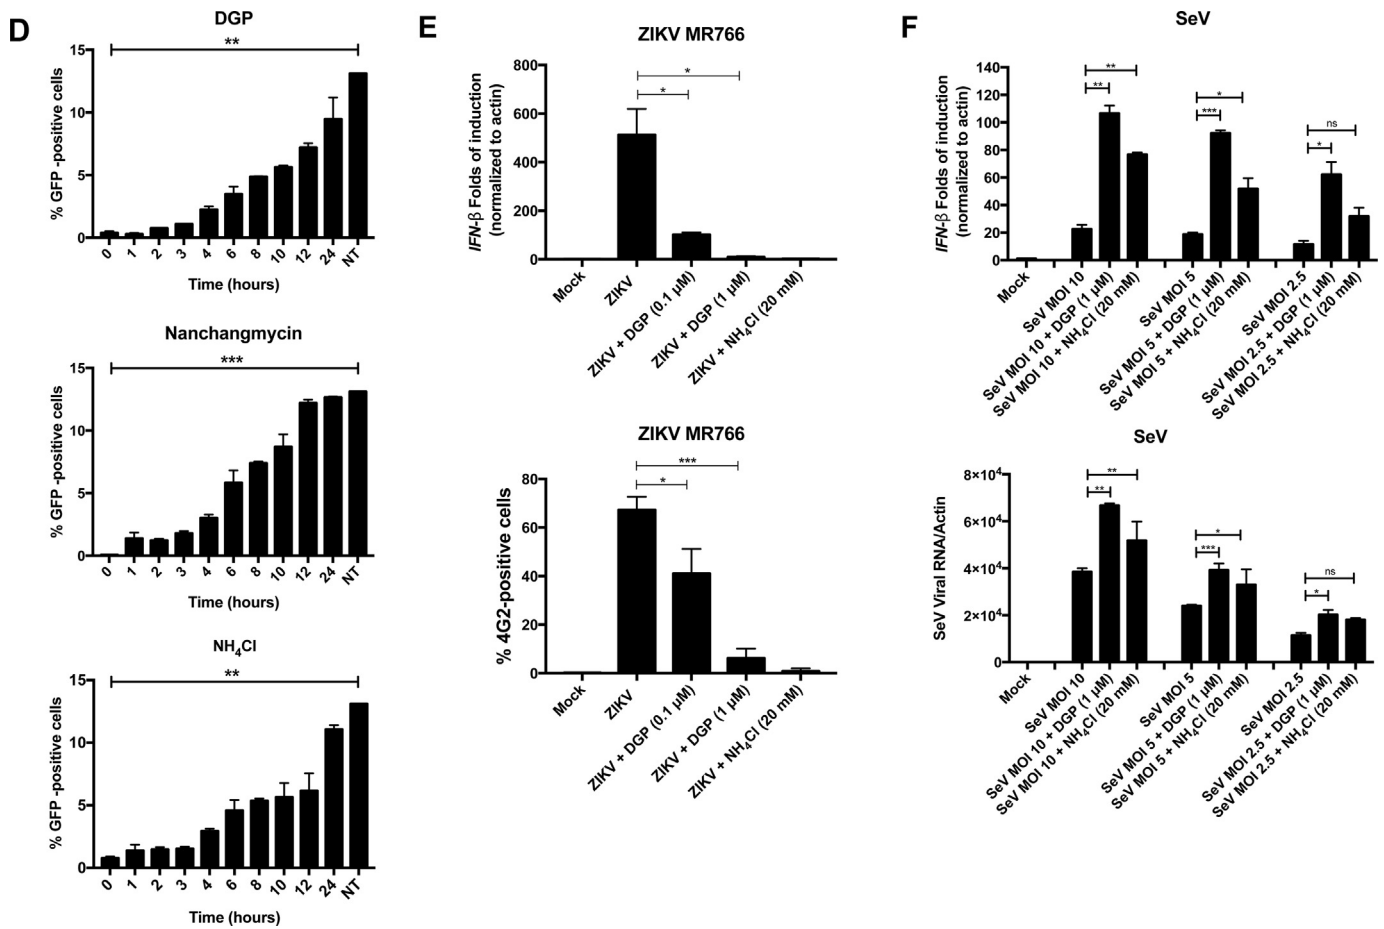 D
DGP
**
% GFP -positive cells
15
10
5
0
0 1 2 3 4 6 8 10 12 24 NT
Time (hours)
Nanchangmycin
***
% GFP -positive cells
15
10
5
0
0 1 2 3 4 6 8 10 12 24 NT
Time (hours)
NH4Cl
**
% GFP -positive cells
15
10
5
0
0 1 2 3 4 6 8 10 12 24 NT
Time (hours)
E
ZIKV MR766
IFN-β Folds of induction
(normalized to actin)
800
600
400
200
0
*
*
Mock
ZIKV
ZIKV + DGP (0.1 μM)
ZIKV + DGP (1 μM)
ZIKV + NH4Cl (20 mM)
ZIKV MR766
% 4G2-positive cells
80
60
40
20
0
***
*
Mock
ZIKV
ZIKV + DGP (0.1 μM)
ZIKV + DGP (1 μM)
ZIKV + NH4Cl (20 mM)
F
SeV
IFN-β Folds of induction
(normalized to actin)
140
120
100
80
60
40
20
0
**
**
*
***
ns
*
Mock
SeV MOI 10
SeV MOI 10 + DGP (1 μM)
SeV MOI 10 + NH4Cl (20 mM)
SeV MOI 5
SeV MOI 5 + DGP (1 μM)
SeV MOI 5 + NH4Cl (20 mM)
SeV MOI 2.5
SeV MOI 2.5 + DGP (1 μM)
SeV MOI 2.5 + NH4Cl (20 mM)
SeV
SeV Viral RNA/Actin
8×10⁴
6×10⁴
4×10⁴
2×10⁴
0
**
**
*
***
ns
*
Mock
SeV MOI 10
SeV MOI 10 + DGP (1 μM)
SeV MOI 10 + NH4Cl (20 mM)
SeV MOI 5
SeV MOI 5 + DGP (1 μM)
SeV MOI 5 + NH4Cl (20 mM)
SeV MOI 2.5
SeV MOI 2.5 + DGP (1 μM)
SeV MOI 2.5 + NH4Cl (20 mM)